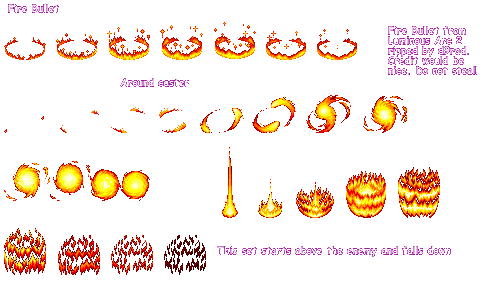 Fire Bullet
Fire Bullet from
Luminous Arc 2
ripped by dProd.
Credit would be
nice. Do not steal
Around caster
This set starts above the enemy and falls down